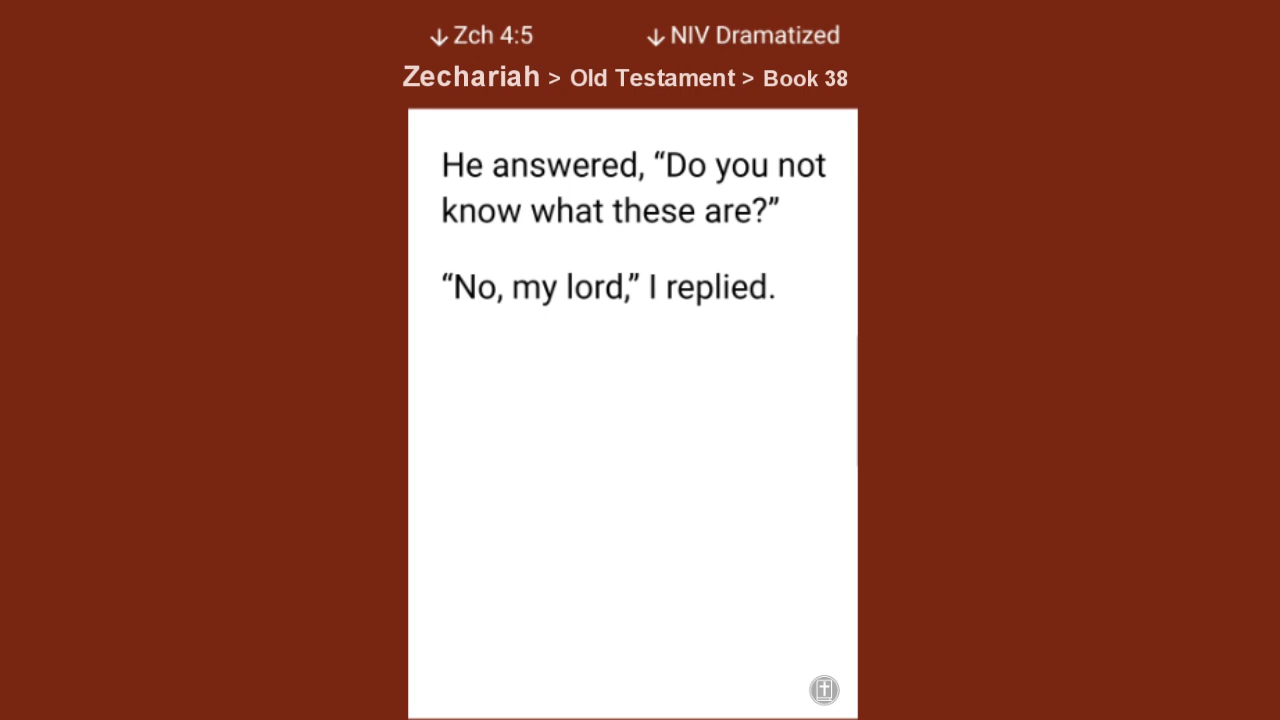 ↓ Zch 4:5 ↓ NIV Dramatized
Zechariah > Old Testament > Book 38
He answered, “Do you not
know what these are?”
“No, my lord,” I replied.